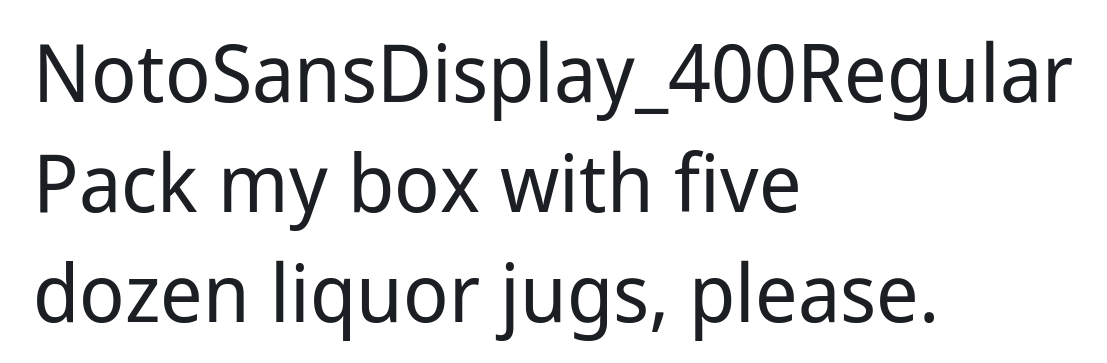 NotoSansDisplay_400Regular
Pack my box with five
dozen liquor jugs, please.